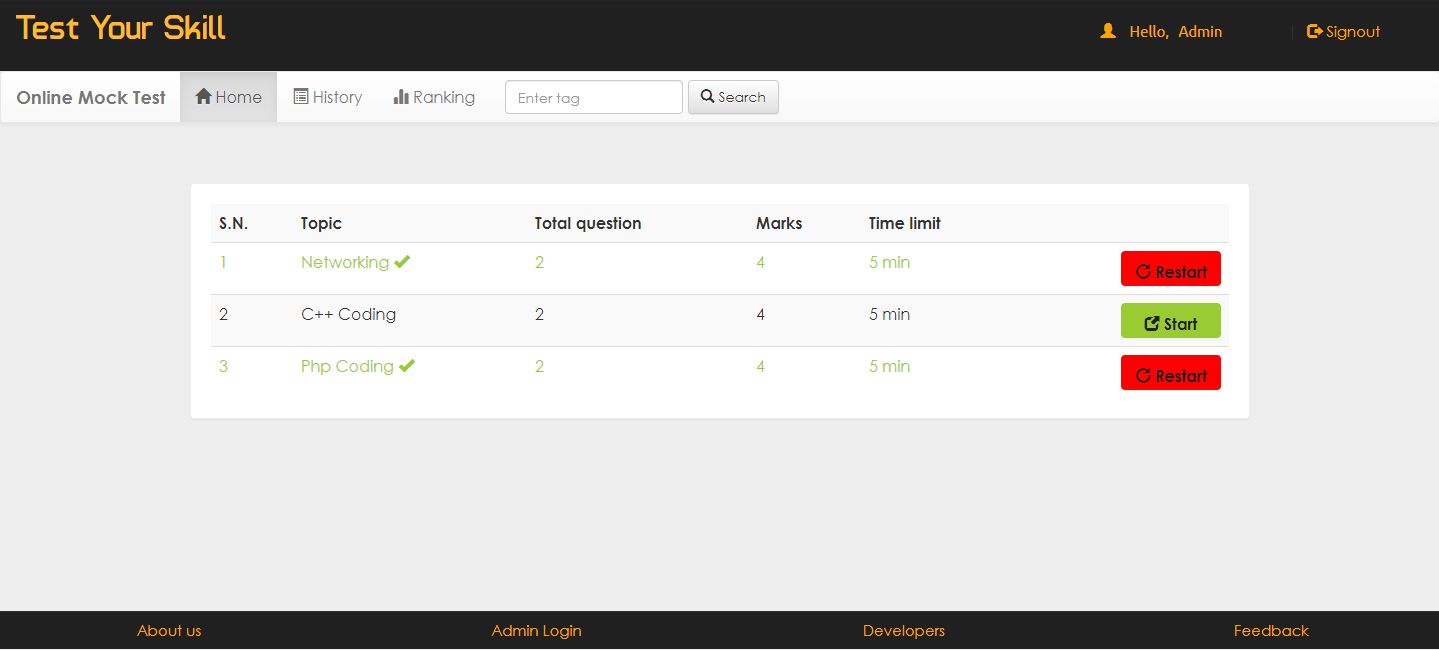 Test Your Skill
Hello, Admin Signout
Online Mock Test Home History Ranking Enter tag Search
S.N. Topic Total question Marks Time limit
1 Networking 2 4 5 min Restart
2 C++ Coding 2 4 5 min Start
3 Php Coding 2 4 5 min Restart
About us Admin Login Developers Feedback